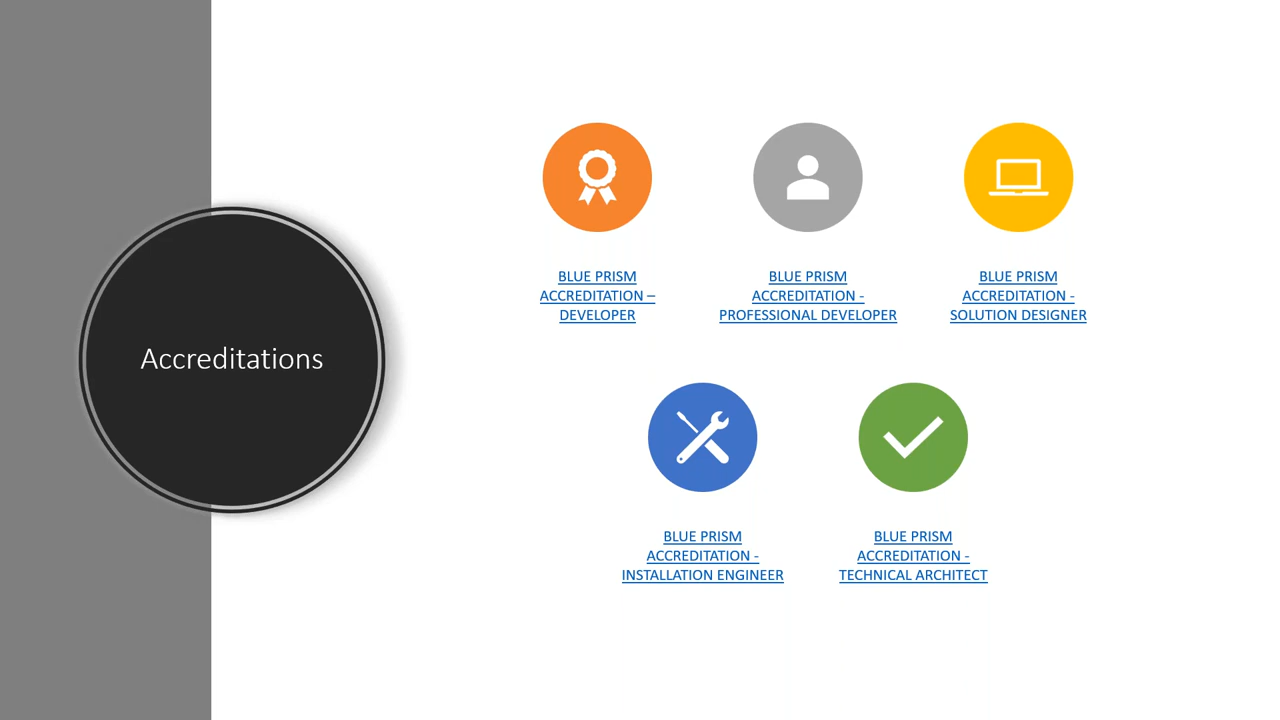 Accreditations
BLUE PRISM
ACCREDITATION –
DEVELOPER
BLUE PRISM
ACCREDITATION -
PROFESSIONAL DEVELOPER
BLUE PRISM
ACCREDITATION -
SOLUTION DESIGNER
BLUE PRISM
ACCREDITATION -
INSTALLATION ENGINEER
BLUE PRISM
ACCREDITATION -
TECHNICAL ARCHITECT